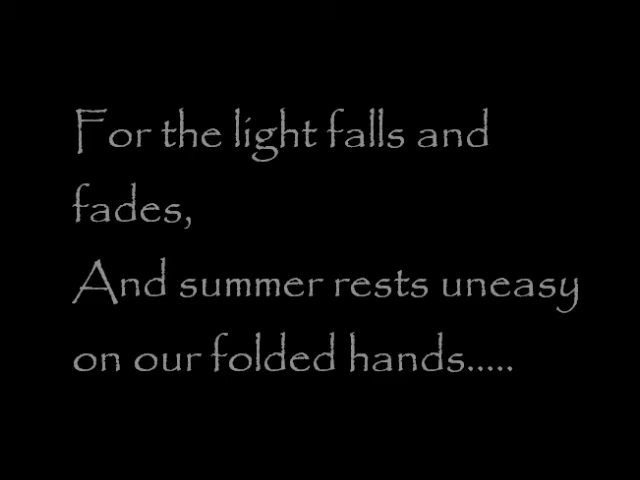 For the light falls and
fades,
And summer rests uneasy
on our folded hands.....